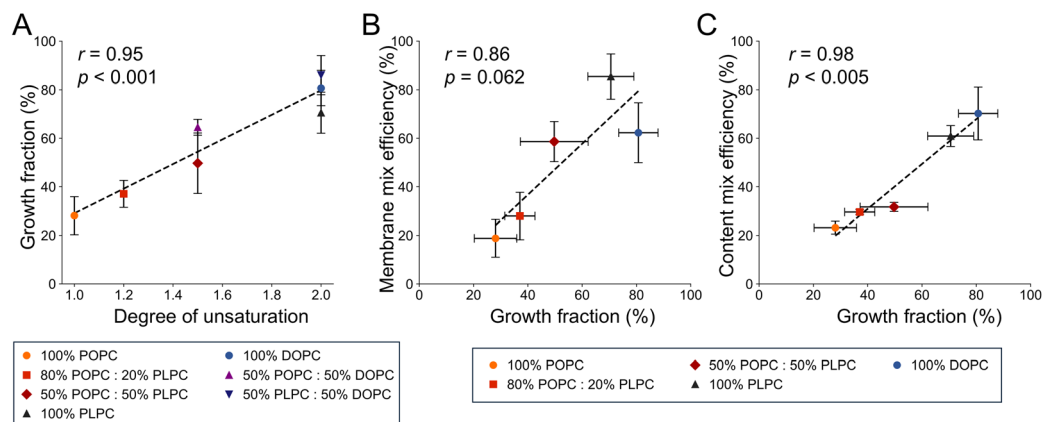 A
r = 0.95
p < 0.001
Growth fraction (%)
100
80
60
40
20
0
1.0 1.2 1.4 1.6 1.8 2.0
Degree of unsaturation
B
r = 0.86
p = 0.062
Membrane mix efficiency (%)
100
80
60
40
20
0
0 20 40 60 80 100
Growth fraction (%)
C
r = 0.98
p < 0.005
Content mix efficiency (%)
100
80
60
40
20
0
0 20 40 60 80 100
Growth fraction (%)
100% POPC
80% POPC : 20% PLPC
50% POPC : 50% PLPC
100% PLPC
100% DOPC
50% POPC : 50% DOPC
50% PLPC : 50% DOPC
100% POPC
80% POPC : 20% PLPC
50% POPC : 50% PLPC
100% PLPC
100% DOPC